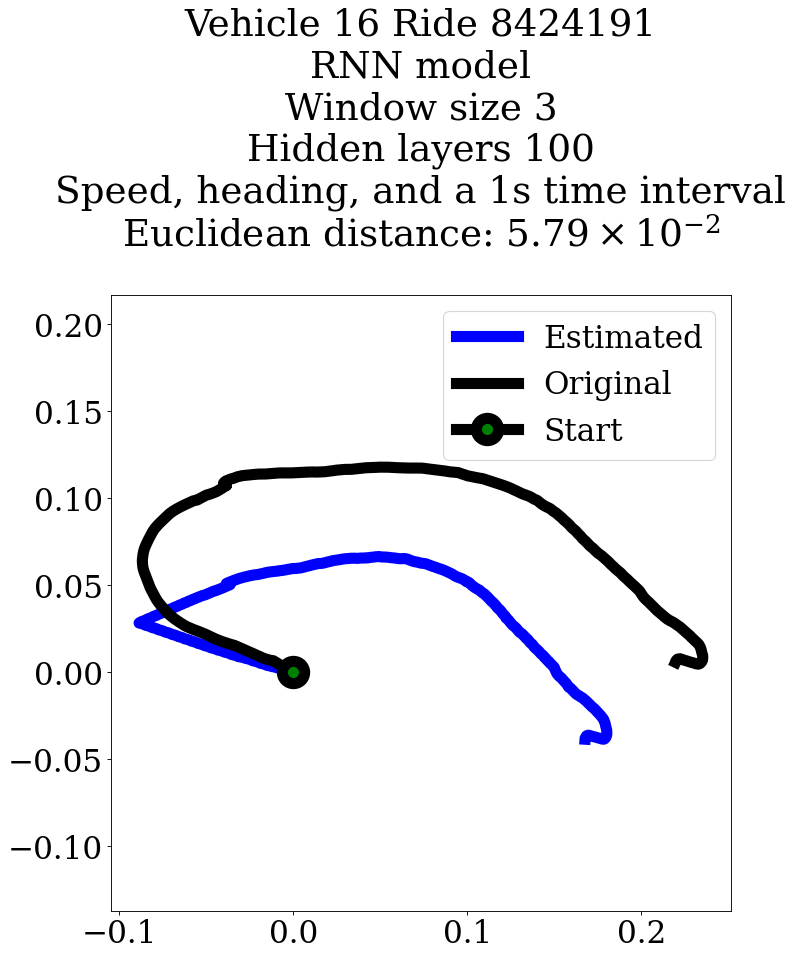 Vehicle 16 Ride 8424191
RNN model
Window size 3
Hidden layers 100
Speed, heading, and a 1s time interval
Euclidean distance: 5.79 × 10⁻²
Estimated
Original
Start
0.20
0.15
0.10
0.05
0.00
−0.05
−0.10
−0.1 0.0 0.1 0.2